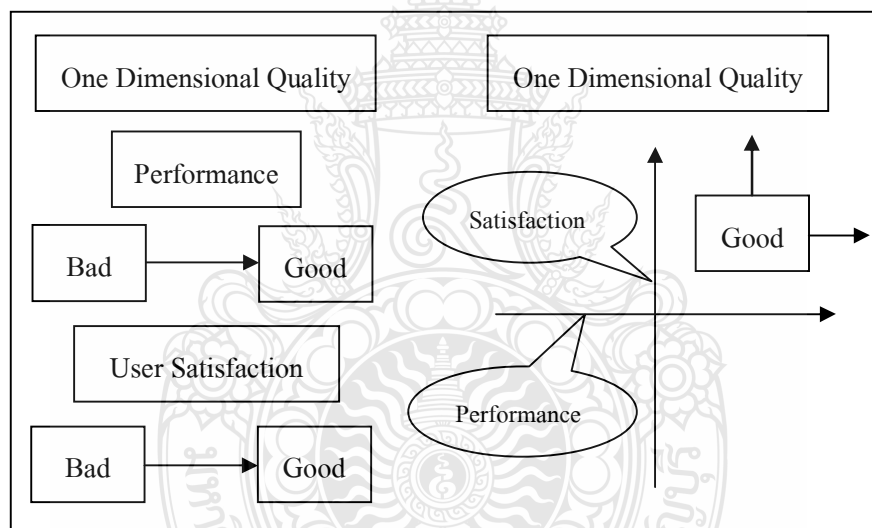 One Dimensional Quality
One Dimensional Quality
Performance
Bad
Good
User Satisfaction
Bad
Good
Satisfaction
Good
Performance